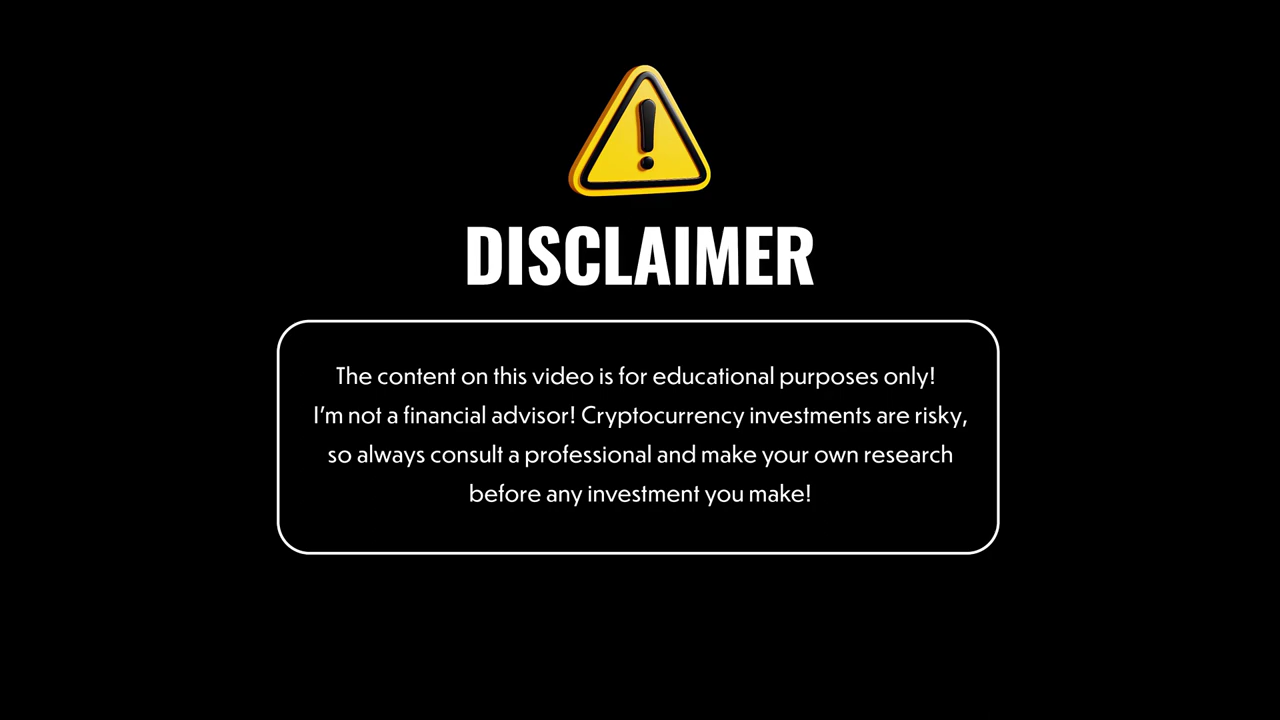 DISCLAIMER
The content on this video is for educational purposes only!
I'm not a financial advisor! Cryptocurrency investments are risky,
so always consult a professional and make your own research
before any investment you make!